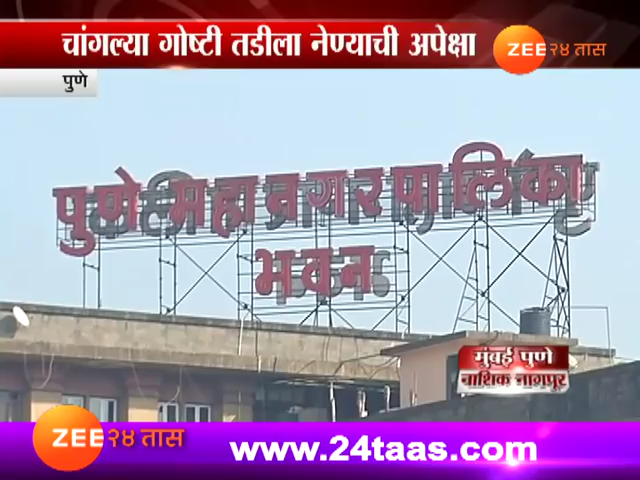 चांगल्या गोष्टी तडीला नेण्याची अपेक्षा
ZEE २४ तास
पुणे
पुणे महानगरपालिका
भवन
मुंबई पुणे
नाशिक नागपूर
ZEE २४ तास
www.24taas.com